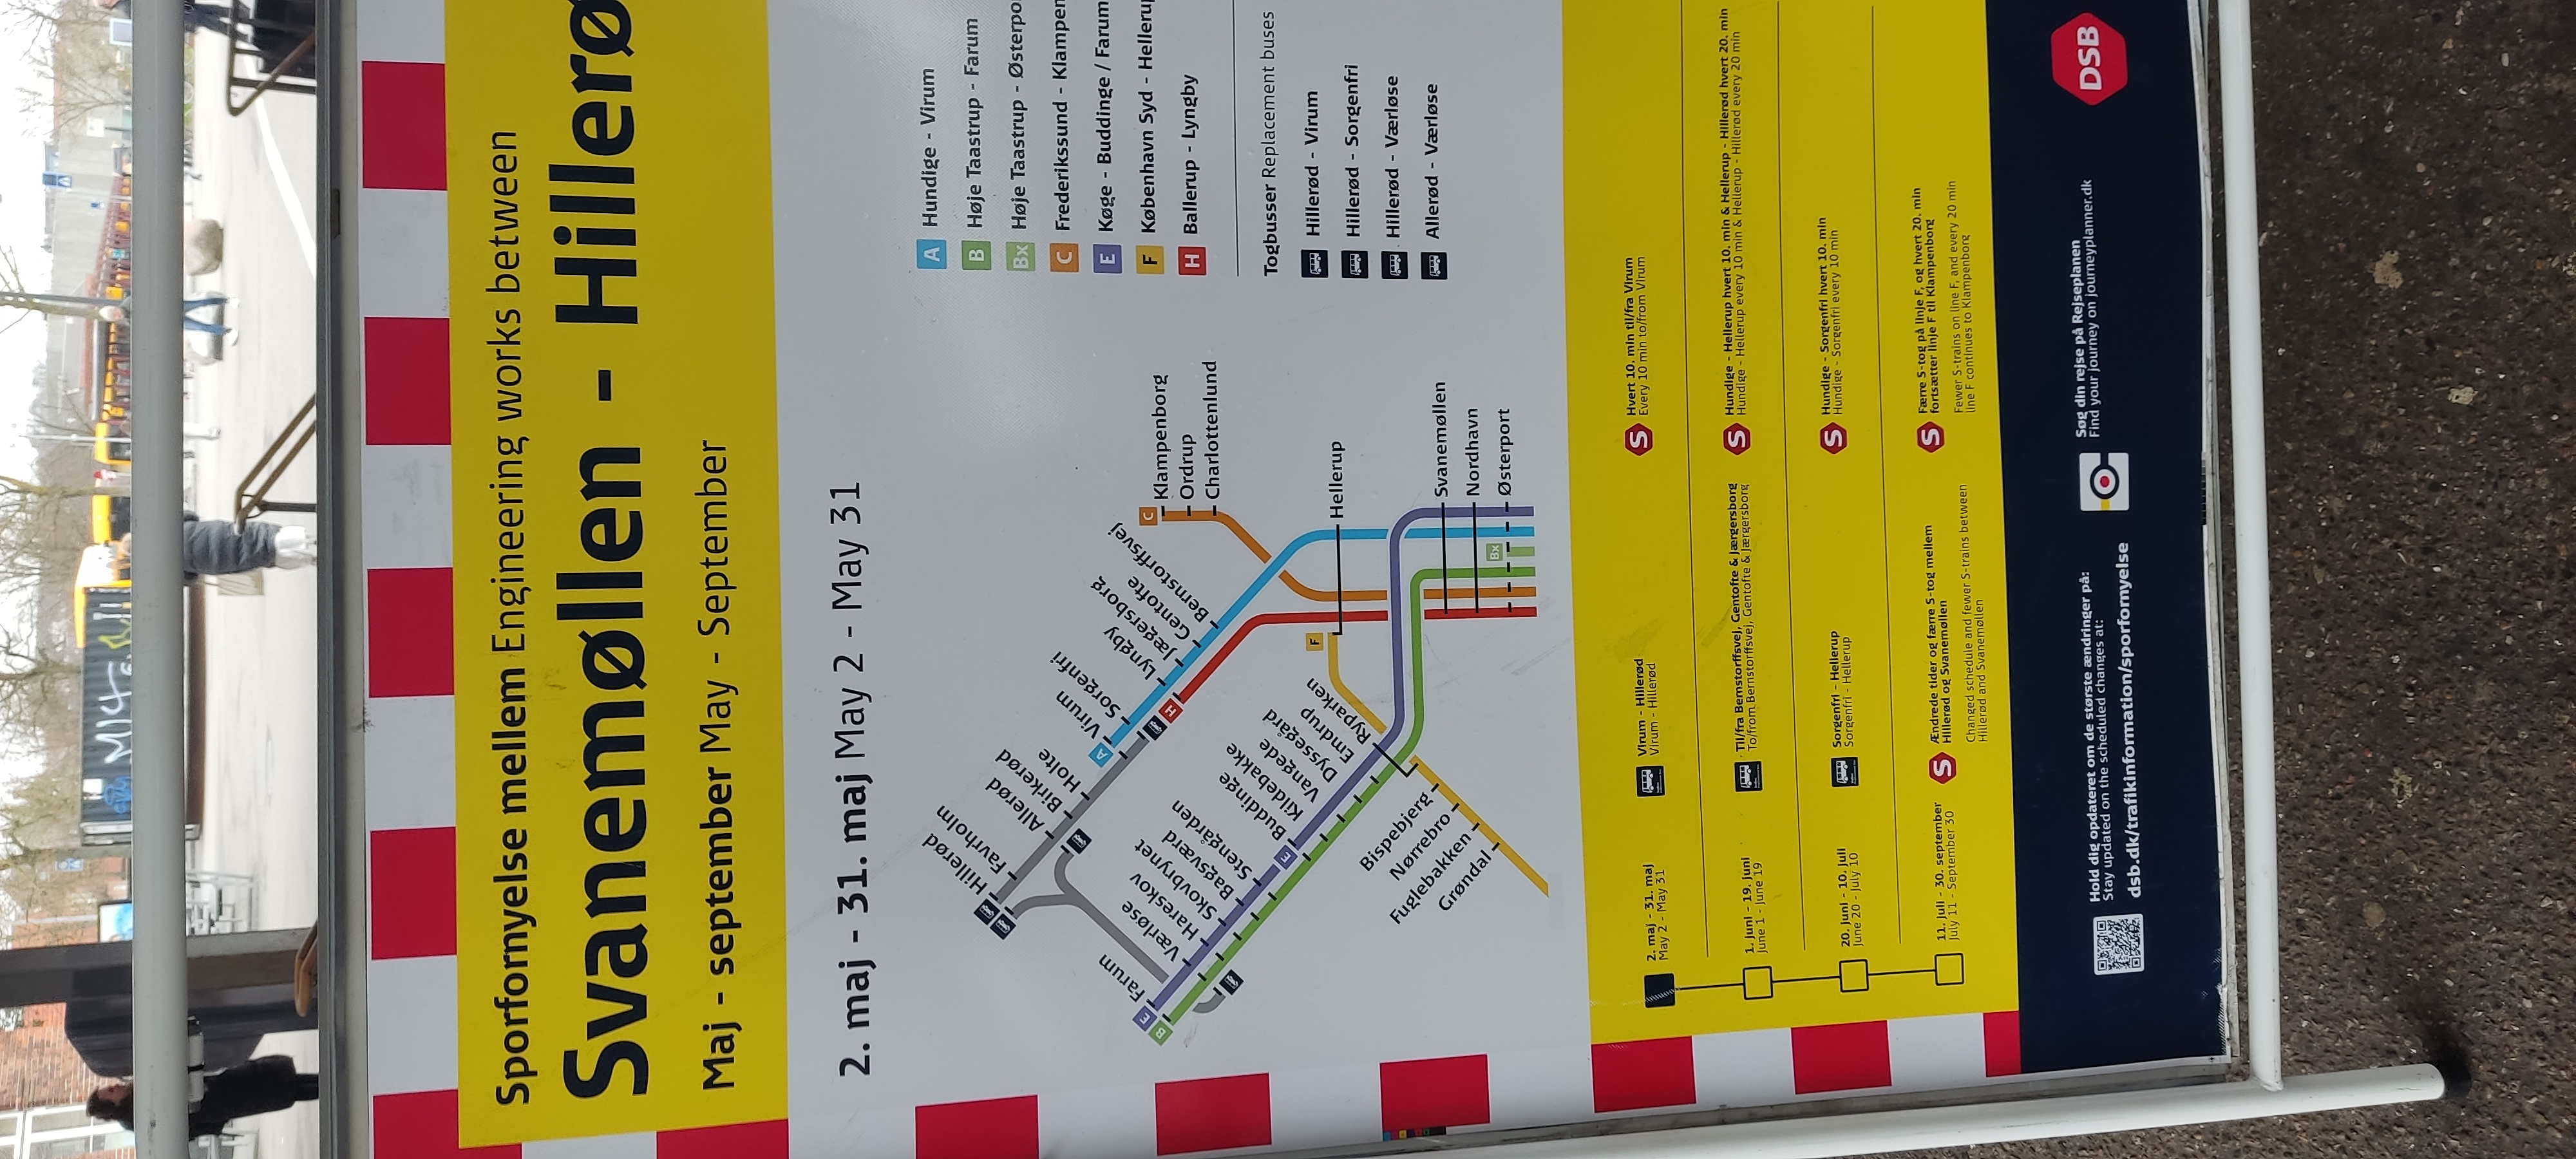 Sporfornyelse mellem Engineering works between
Svanemøllen - Hillerø
Maj - september May - September
2. maj - 31. maj May 2 - May 31
Hillerød
Favrholm
Allerød
Birkerød
Holte
A
Virum
Sorgenfri
Lyngby
Jægersborg
Gentofte
Bernstorffsvej
H
C
Klampenborg
Ordrup
Charlottenlund
B
E
Farum
Værløse
Hareskov
Skovbrynet
Bagsværd
Stengården
E
Buddinge
Kildebakke
Vangede
Dyssegård
Emdrup
Ryparken
F
Hellerup
Bispebjerg
Nørrebro
Fuglebakken
Grøndal
Svanemøllen
Nordhavn
Bx
Østerport
A Hundige - Virum
B Høje Taastrup - Farum
Bx Høje Taastrup - Østerpo
C Frederikssund - Klampen
E Køge - Buddinge / Farum
F København Syd - Helleru
H Ballerup - Lyngby
Togbusser Replacement buses
Hillerød - Virum
Hillerød - Sorgenfri
Hillerød - Værløse
Allerød - Værløse
2. maj - 31. maj
May 2 - May 31
Virum - Hillerød
Virum - Hillerød
S
Hvert 10. min til/fra Virum
Every 10 min to/from Virum
1. juni - 19. juni
June 1 - June 19
Til/fra Bernstorffsvej, Gentofte & Jærgersborg
To/from Bernstorffsvej, Gentofte & Jærgersborg
S
Hundige - Hellerup hvert 10. min & Hellerup - Hillerød hvert 20. min
Hundige - Hellerup every 10 min & Hellerup - Hillerød every 20 min
20. juni - 10. juli
June 20 - July 10
Sorgenfri - Hellerup
Sorgenfri - Hellerup
S
Hundige - Sorgenfri hvert 10. min
Hundige - Sorgenfri every 10 min
11. juli - 30. september
July 11 - September 30
S
Ændrede tider og færre S-tog mellem
Hillerød og Svanemøllen
Changed schedule and fewer S-trains between
Hillerød and Svanemøllen
S
Færre S-tog på linje F, og hvert 20. min
fortsætter linje F til Klampenborg
Fewer S-trains on line F, and every 20 min
line F continues to Klampenborg
Hold dig opdateret om de største ændringer på:
Stay updated on the scheduled changes at:
dsb.dk/trafikinformation/sporfornyelse
Søg din rejse på Rejseplanen
Find your journey on journeyplanner.dk
DSB